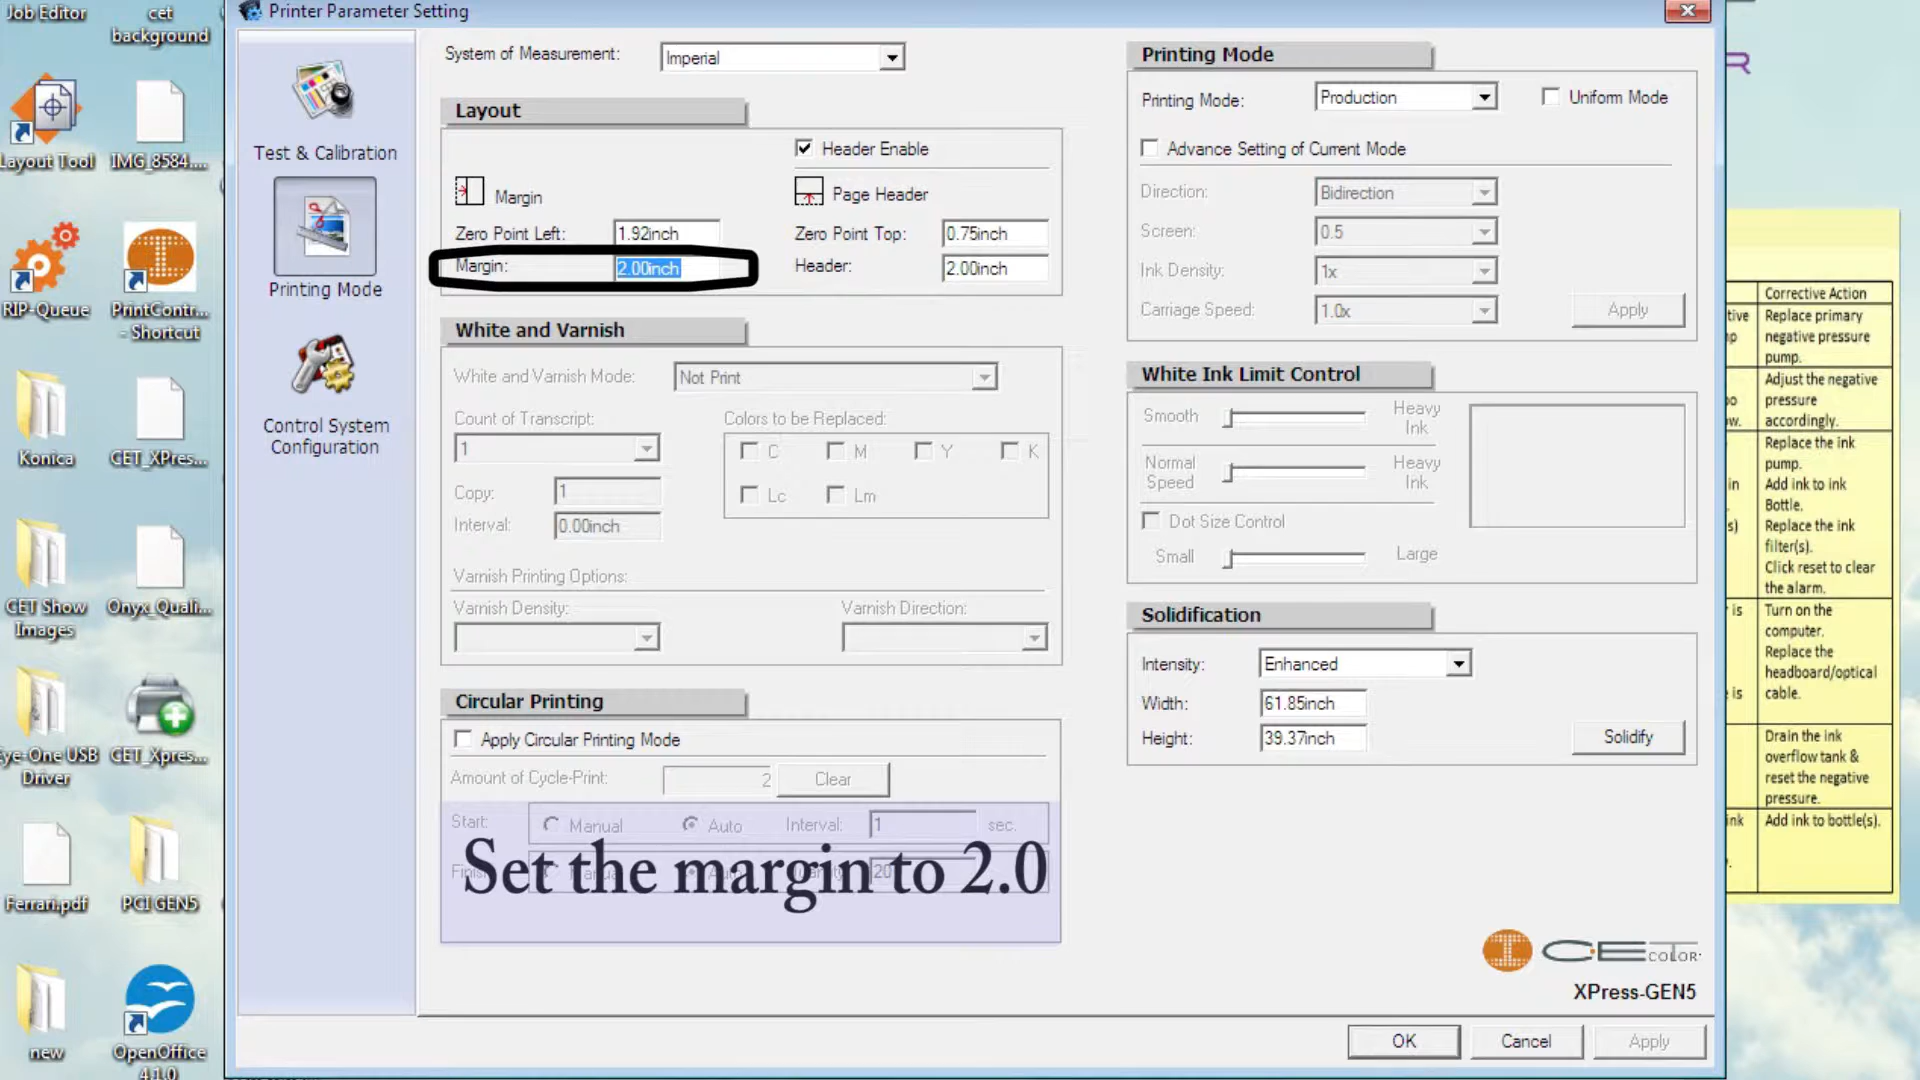 Job Editor
cet background
Layout Tool
IMG_8584....
RIP-Queue
PrintContr... - Shortcut
Konica
CET_XPres...
CET Show Images
Onyx_Quali...
Eye-One USB Driver
CET_Xpres...
Ferrari.pdf
PCI GEN5
new
OpenOffice 4.1.0
Printer Parameter Setting
Test & Calibration
Printing Mode
Control System
Configuration
System of Measurement: Imperial
Layout
Header Enable
Margin
Page Header
Zero Point Left: 1.92inch
Zero Point Top: 0.75inch
Margin: 2.00inch
Header: 2.00inch
White and Varnish
White and Varnish Mode: Not Print
Count of Transcript:
Colors to be Replaced:
1
C M Y K
Copy: 1
Lc Lm
Interval: 0.00inch
Varnish Printing Options:
Varnish Density:
Varnish Direction:
Circular Printing
Apply Circular Printing Mode
Amount of Cycle-Print: 2 Clear
Start: Manual Auto Interval: 1 sec.
Set the margin to 2.0
Printing Mode
Printing Mode: Production Uniform Mode
Advance Setting of Current Mode
Direction: Bidirection
Screen: 0.5
Ink Density: 1x
Carriage Speed: 1.0x Apply
White Ink Limit Control
Smooth Heavy Ink
Normal Speed Heavy Ink
Dot Size Control
Small Large
Solidification
Intensity: Enhanced
Width: 61.85inch
Height: 39.37inch Solidify
CET COLOR
XPress-GEN5
OK Cancel Apply
Corrective Action
Replace primary
negative pressure
pump.
Adjust the negative
pressure
accordingly.
Replace the ink
pump.
Add ink to ink
Bottle.
Replace the ink
filter(s).
Click reset to clear
the alarm.
Turn on the
computer.
Replace the
headboard/optical
cable.
Drain the ink
overflow tank &
reset the negative
pressure.
Add ink to bottle(s).